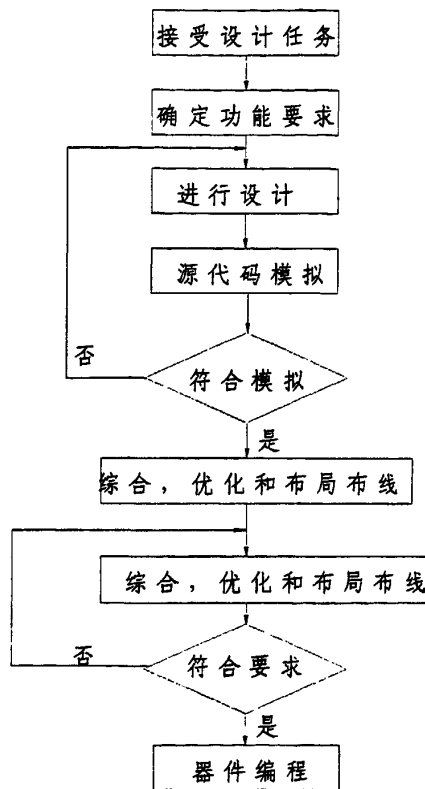 接受设计任务
确定功能要求
进行设计
源代码模拟
否
符合模拟
是
综合，优化和布局布线
综合，优化和布局布线
否
符合要求
是
器件编程